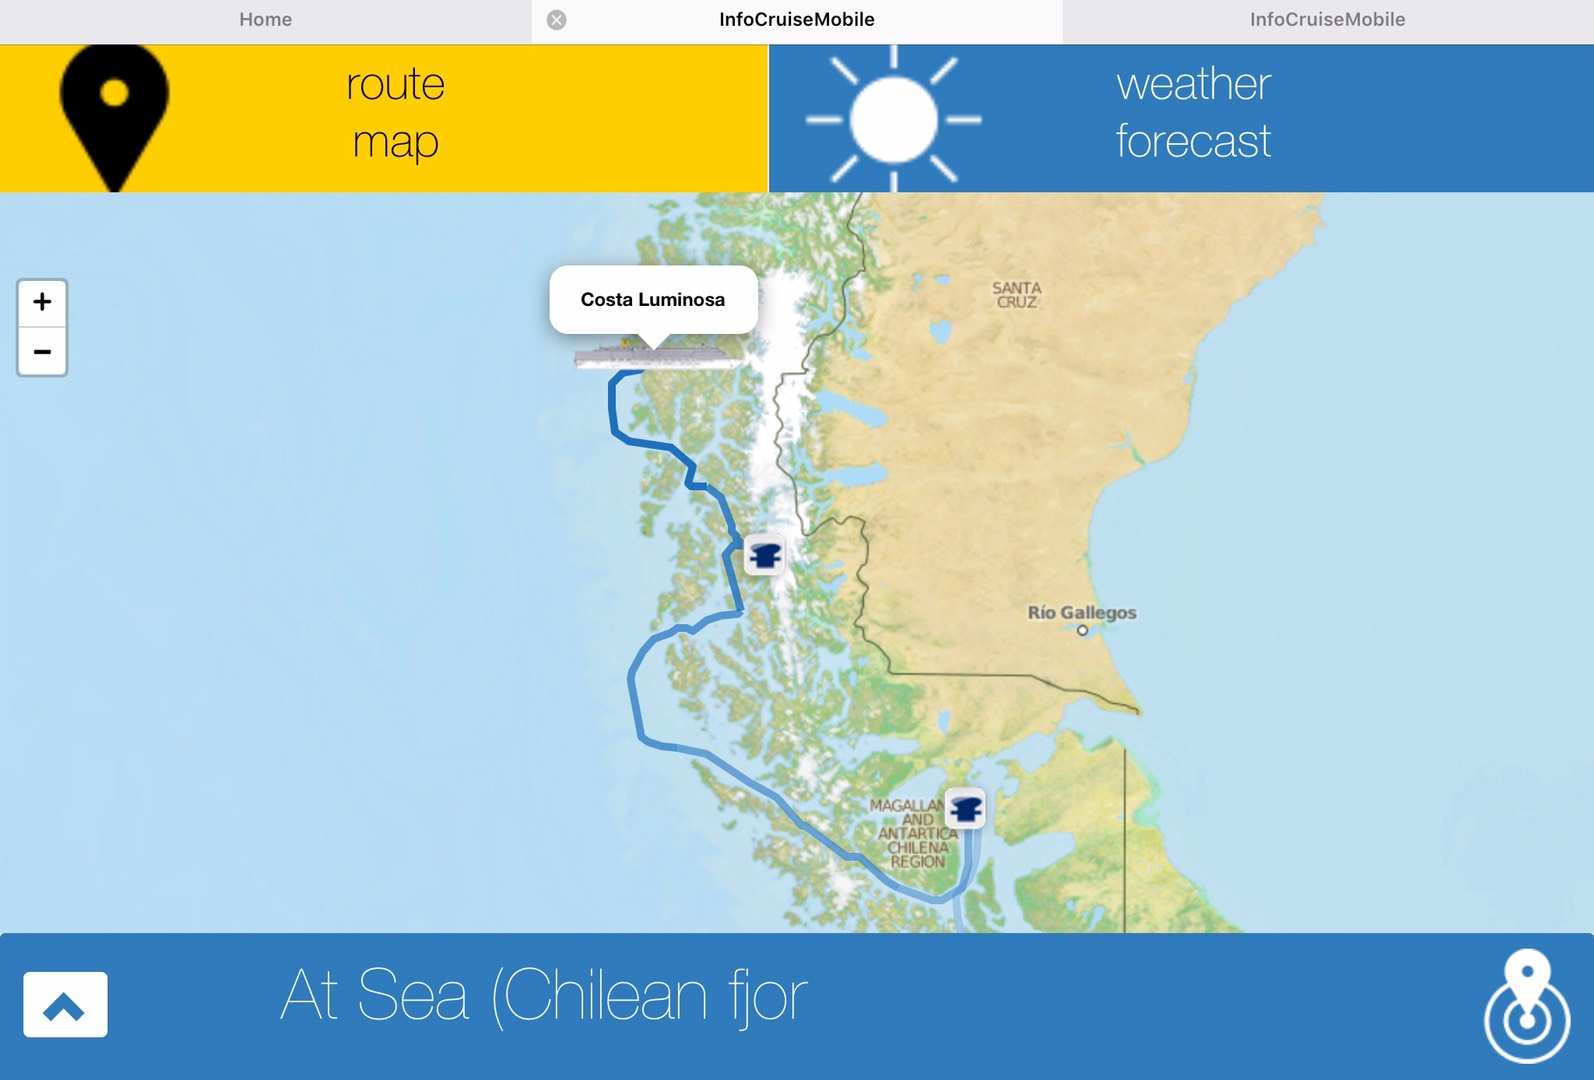 Home
InfoCruiseMobile
InfoCruiseMobile
route
map
weather
forecast
Costa Luminosa
+
−
SANTA
CRUZ
Río Gallegos
MAGALLAN
AND
ANTARTICA
CHILENA
REGION
At Sea (Chilean fjor